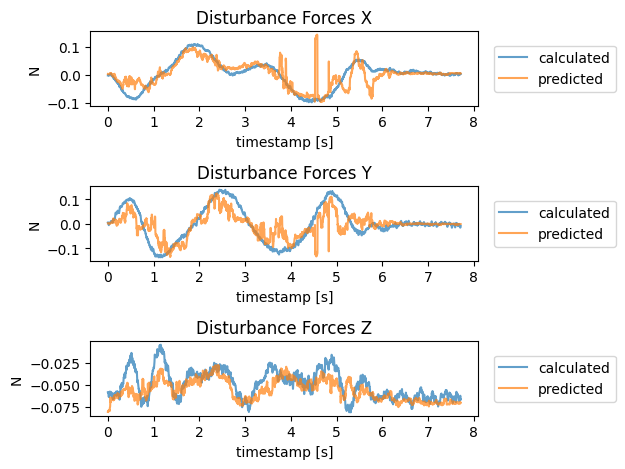 Disturbance Forces X
0.1
0.0
−0.1
N
0 1 2 3 4 5 6 7 8
timestamp [s]
calculated
predicted
Disturbance Forces Y
0.1
0.0
−0.1
N
0 1 2 3 4 5 6 7 8
timestamp [s]
calculated
predicted
Disturbance Forces Z
−0.025
−0.050
−0.075
N
0 1 2 3 4 5 6 7 8
timestamp [s]
calculated
predicted